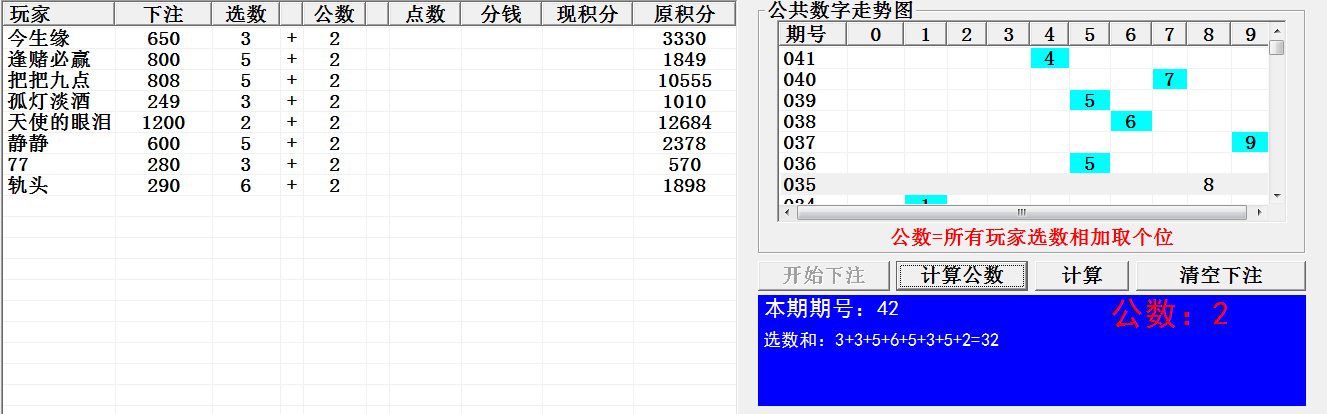 玩家 下注 选数 公数 点数 分钱 现积分 原积分
今生缘 650 3 + 2 3330
逢赌必赢 800 5 + 2 1849
把把九点 808 5 + 2 10555
孤灯淡酒 249 3 + 2 1010
天使的眼泪 1200 2 + 2 12684
静静 600 5 + 2 2378
77 280 3 + 2 570
轨头 290 6 + 2 1898
公共数字走势图
期号 0 1 2 3 4 5 6 7 8 9
041 4
040 7
039 5
038 6
037 9
036 5
035 8
034 1
公数=所有玩家选数相加取个位
开始下注 计算公数 计算 清空下注
本期期号：42 公数：2
选数和：3+3+5+6+5+3+5+2=32